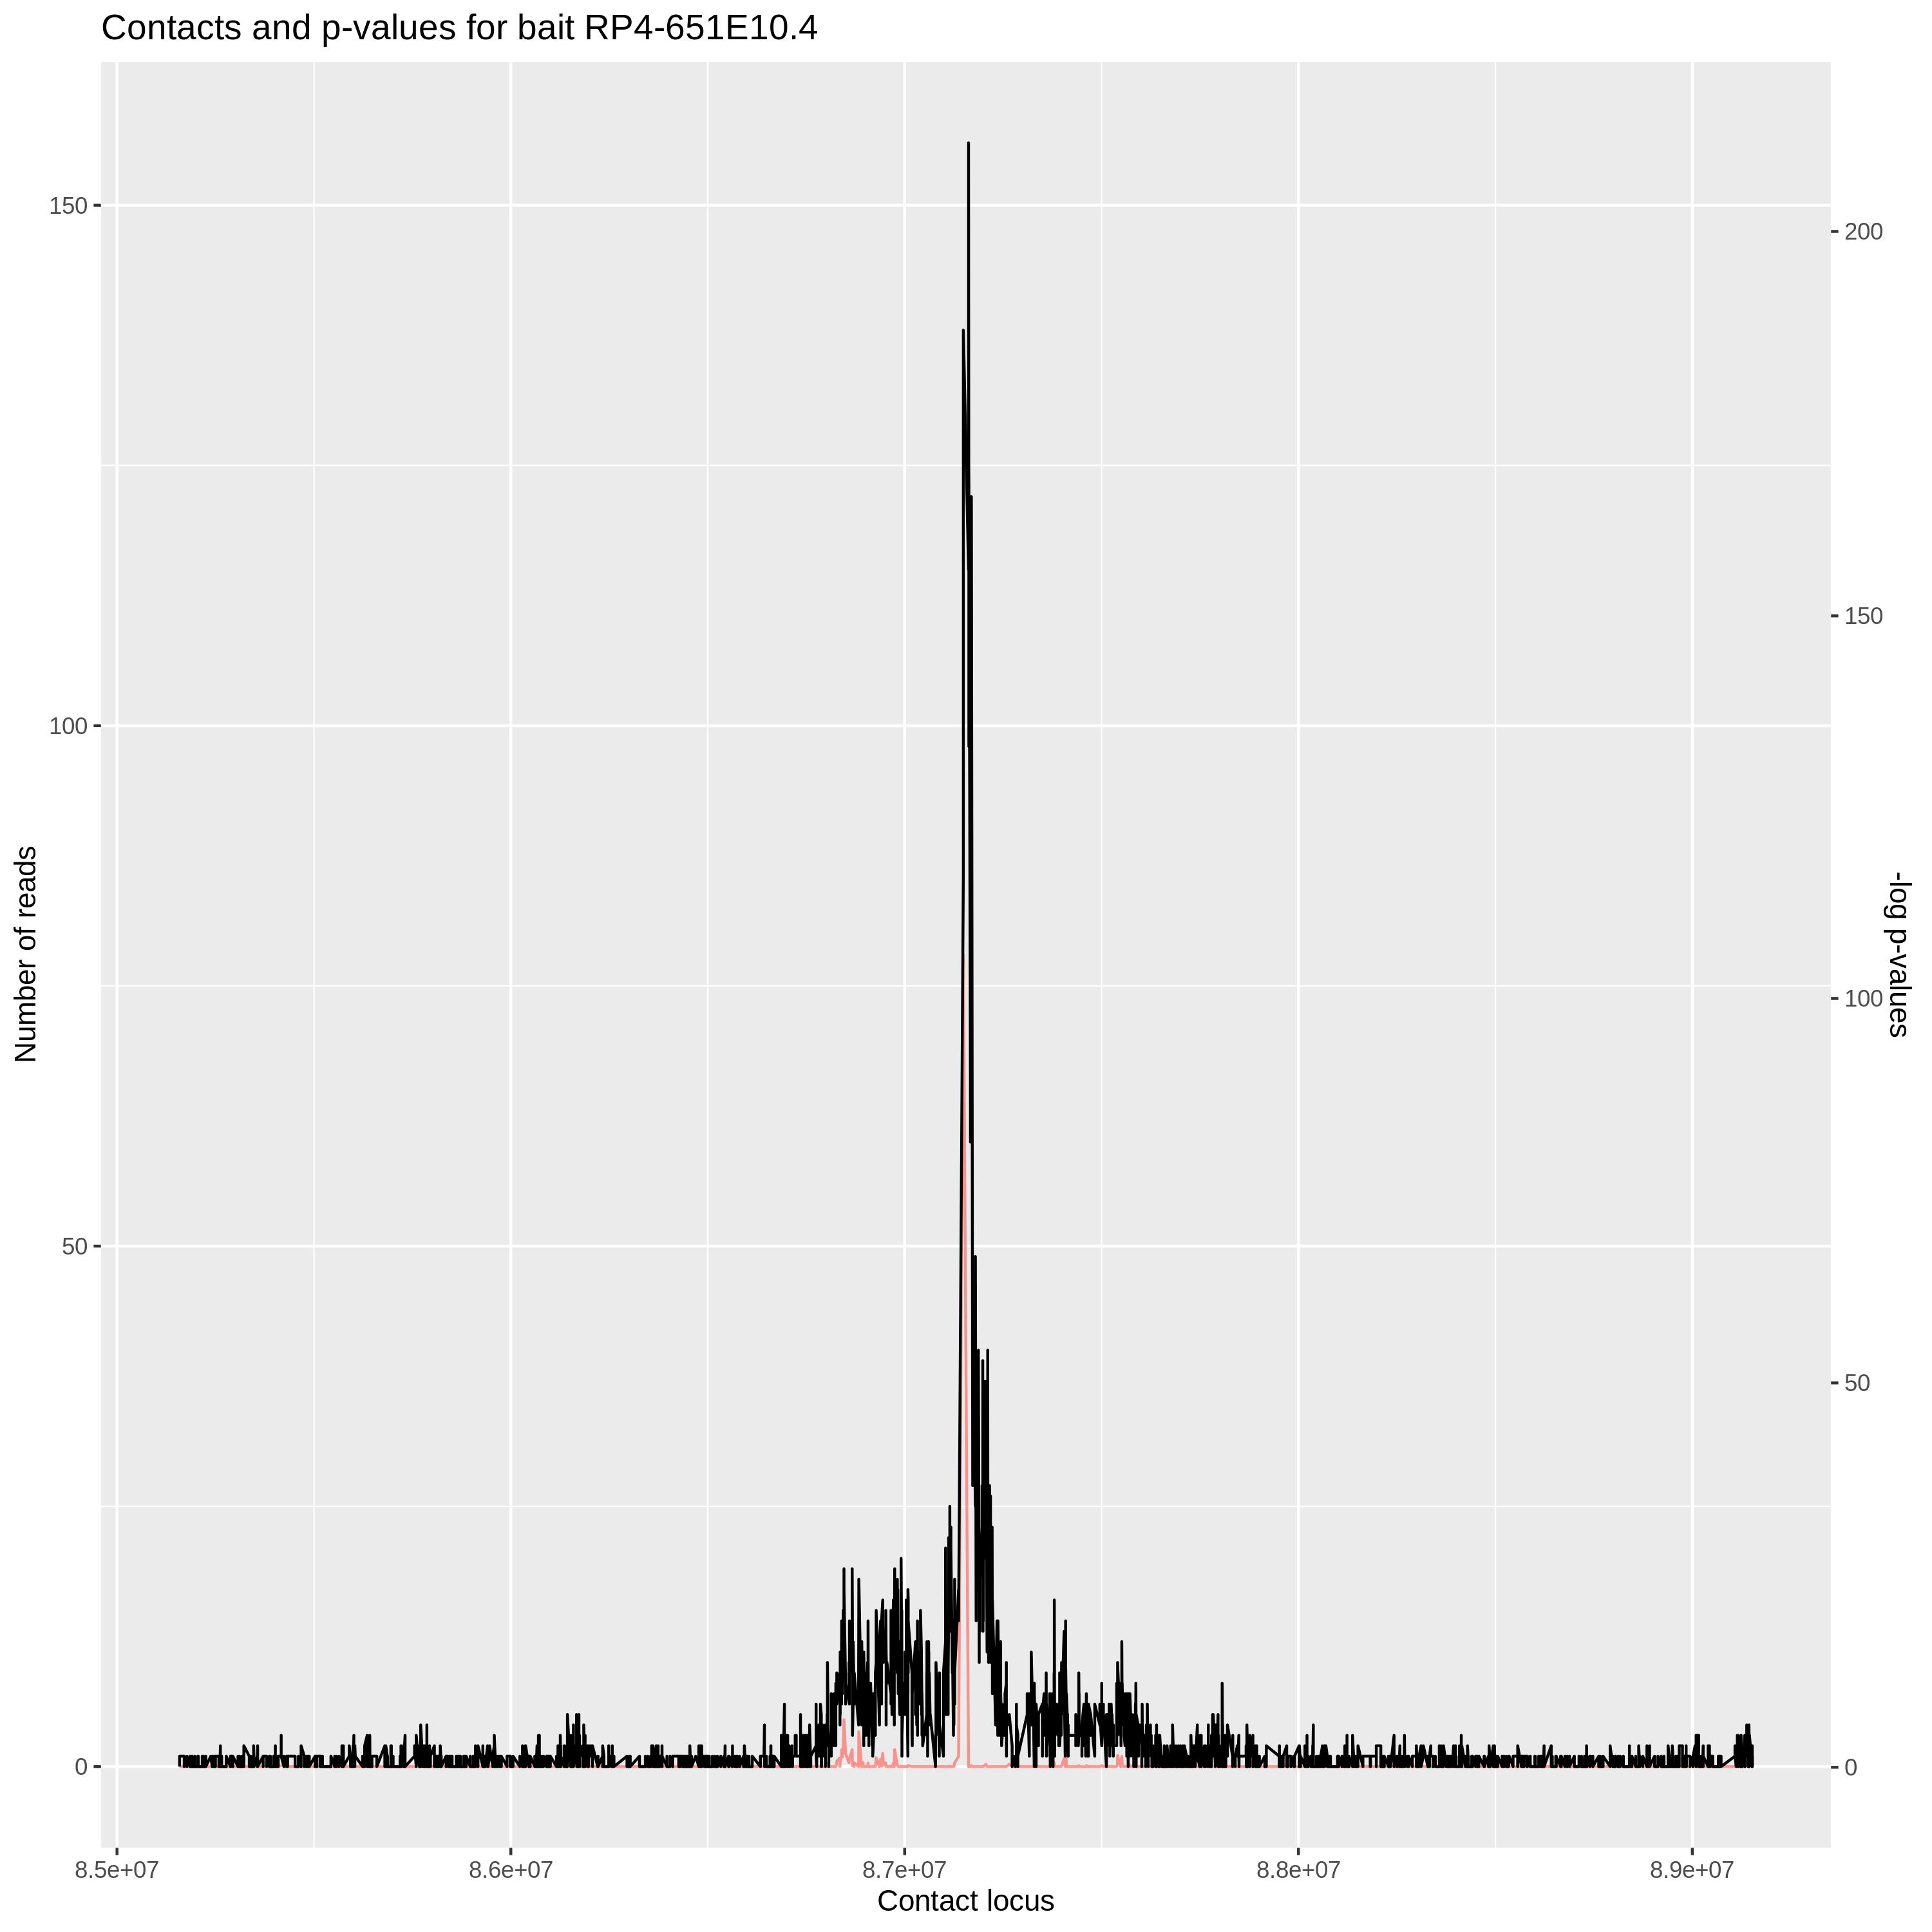 Contacts and p-values for bait RP4-651E10.4
150
100
50
0
200
150
100
50
0
Number of reads
-log p-values
8.5e+07 8.6e+07 8.7e+07 8.8e+07 8.9e+07
Contact locus